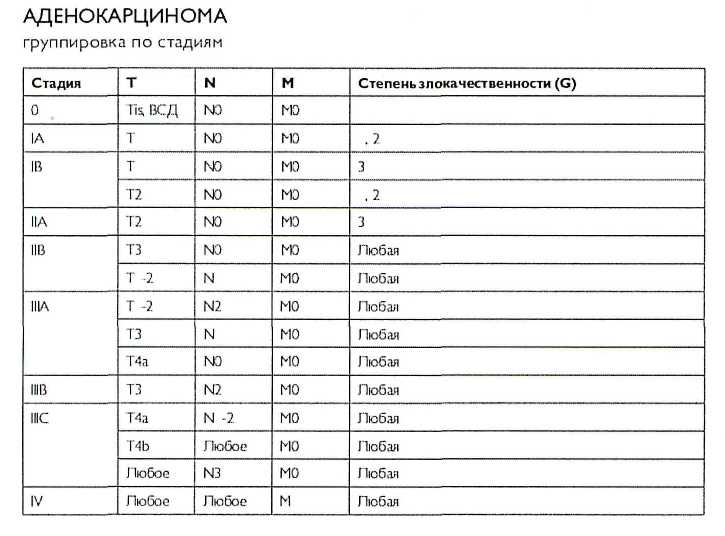 АДЕНОКАРЦИНОМА
группировка по стадиям
Стадия T N M Степень злокачественности (G)
0 Tis, ВСД N0 M0
IA T N0 M0 , 2
IB T N0 M0 3
T2 N0 M0 , 2
IIA T2 N0 M0 3
IIB T3 N0 M0 Любая
T -2 N M0 Любая
IIIA T -2 N2 M0 Любая
T3 N M0 Любая
T4a N0 M0 Любая
IIIB T3 N2 M0 Любая
IIIC T4a N -2 M0 Любая
T4b Любое M0 Любая
Любое N3 M0 Любая
IV Любое Любое M Любая